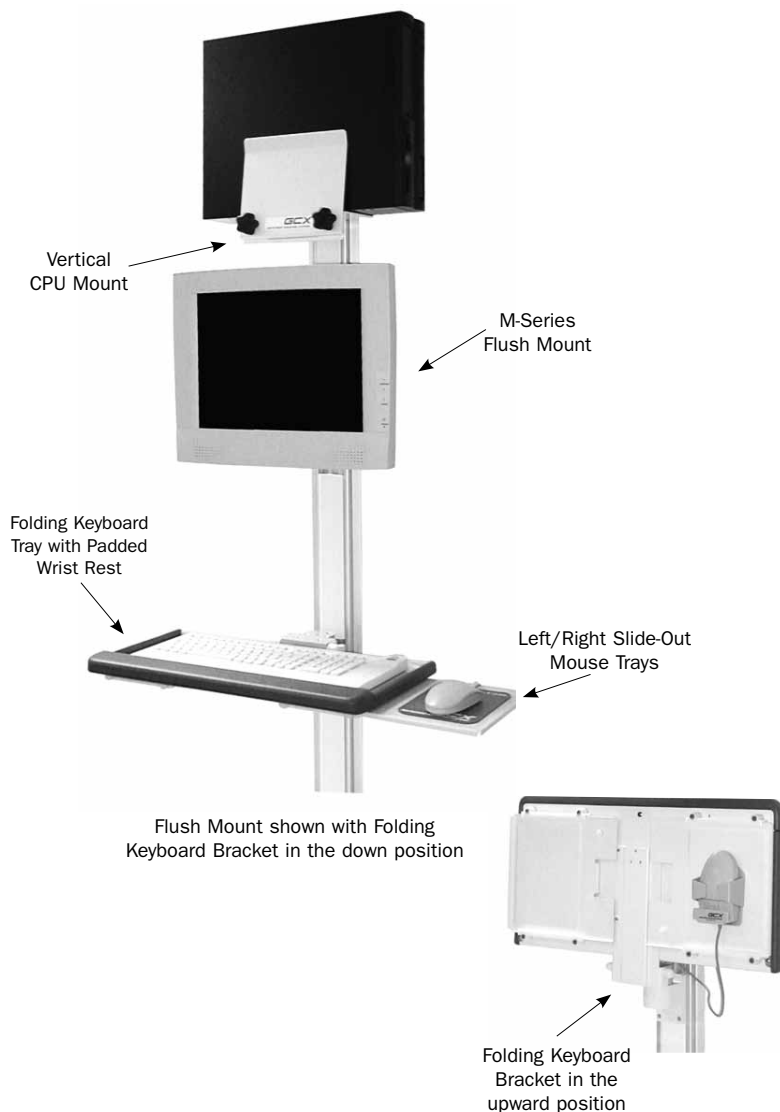 GCX
Vertical
CPU Mount
M-Series
Flush Mount
Folding Keyboard
Tray with Padded
Wrist Rest
Left/Right Slide-Out
Mouse Trays
Flush Mount shown with Folding
Keyboard Bracket in the down position
GCX
Folding Keyboard
Bracket in the
upward position